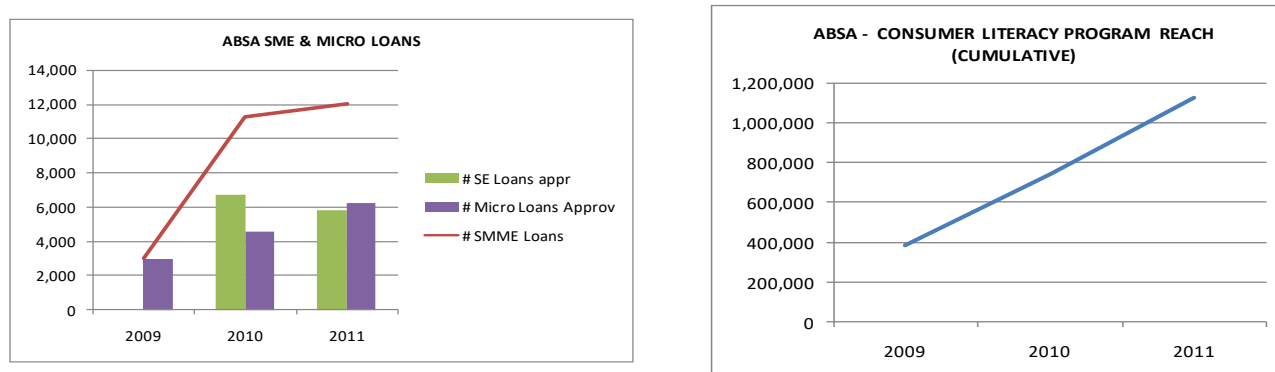 ABSA SME & MICRO LOANS
14,000
12,000
10,000
8,000
6,000
4,000
2,000
0
2009 2010 2011
# SE Loans appr
# Micro Loans Approv
# SMME Loans
ABSA - CONSUMER LITERACY PROGRAM REACH
(CUMULATIVE)
1,200,000
1,000,000
800,000
600,000
400,000
200,000
0
2009 2010 2011